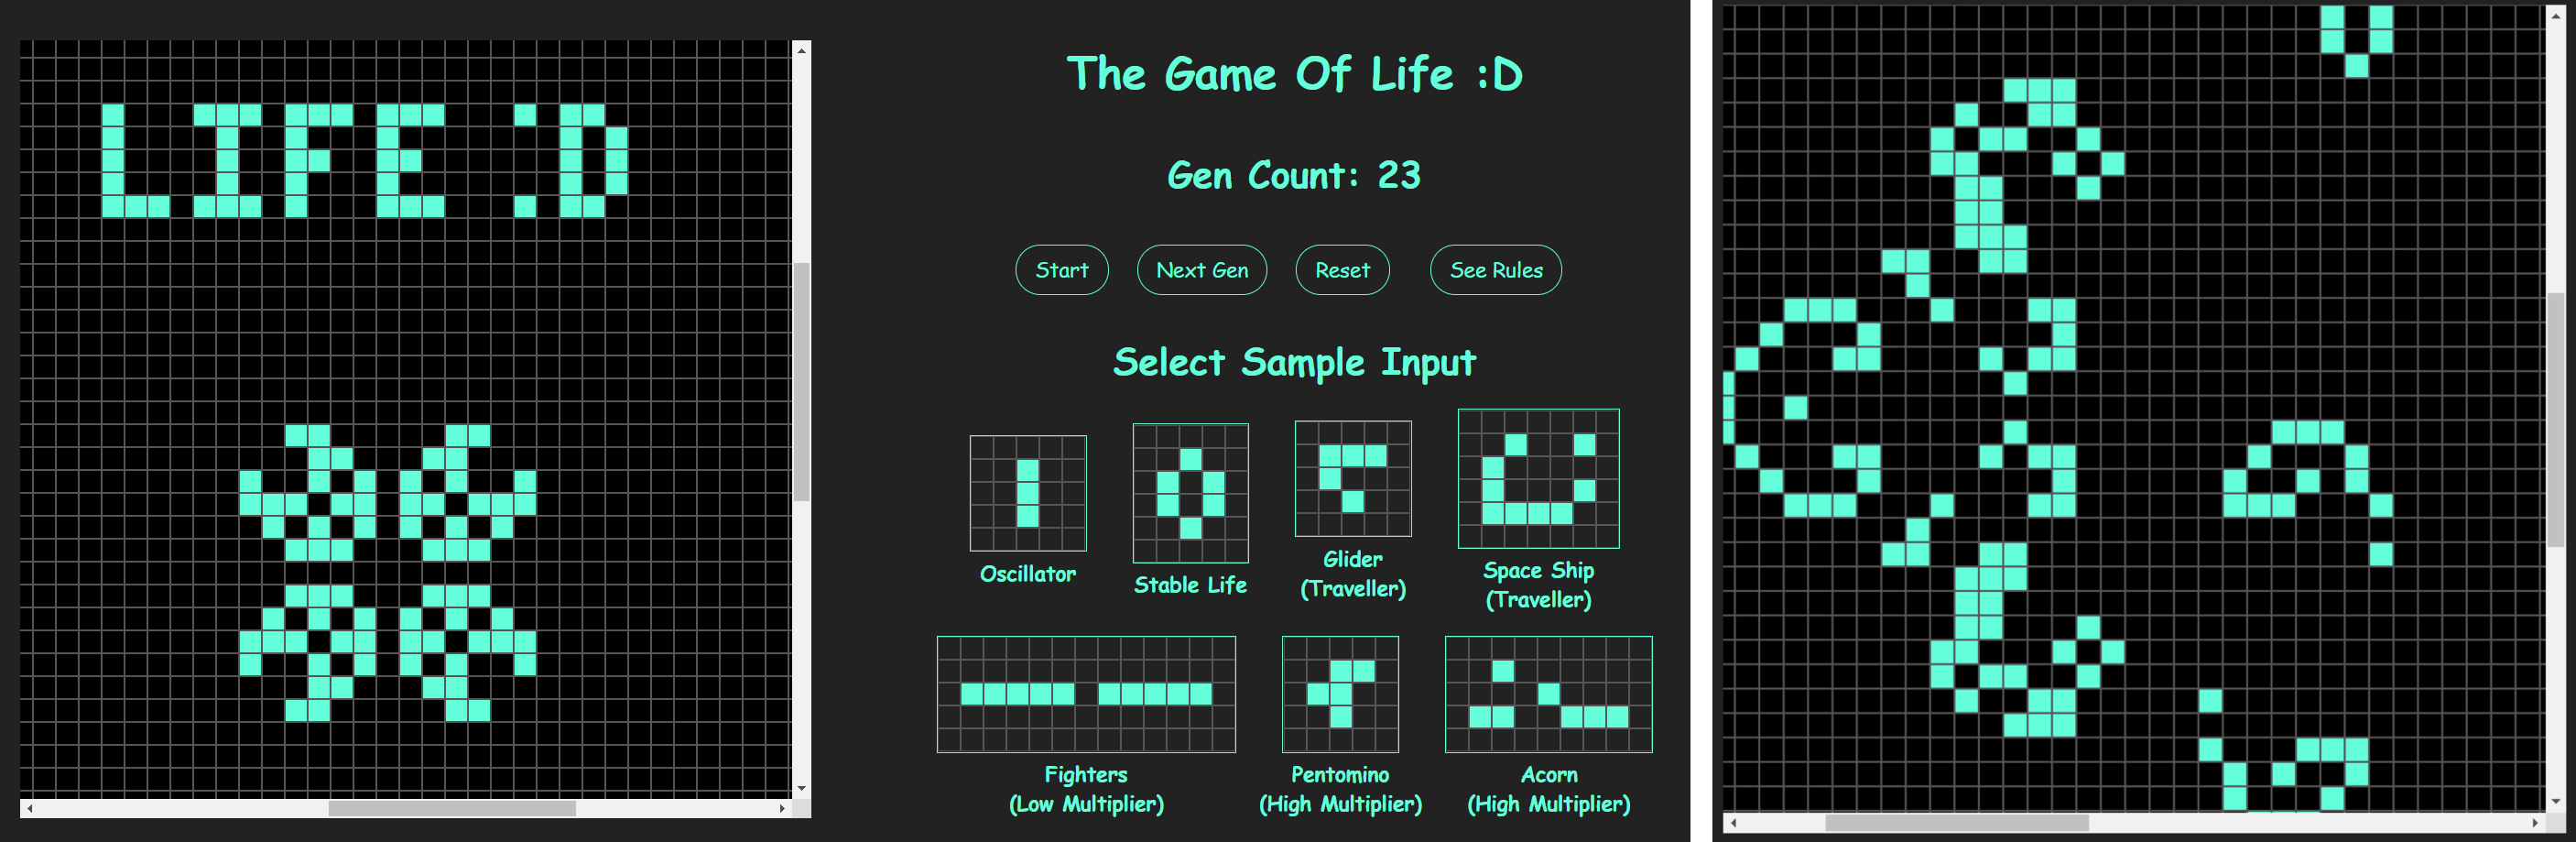 LIFE :D
The Game Of Life :D
Gen Count: 23
Start
Next Gen
Reset
See Rules
Select Sample Input
Oscillator
Stable Life
Glider
(Traveller)
Space Ship
(Traveller)
Fighters
(Low Multiplier)
Pentomino
(High Multiplier)
Acorn
(High Multiplier)